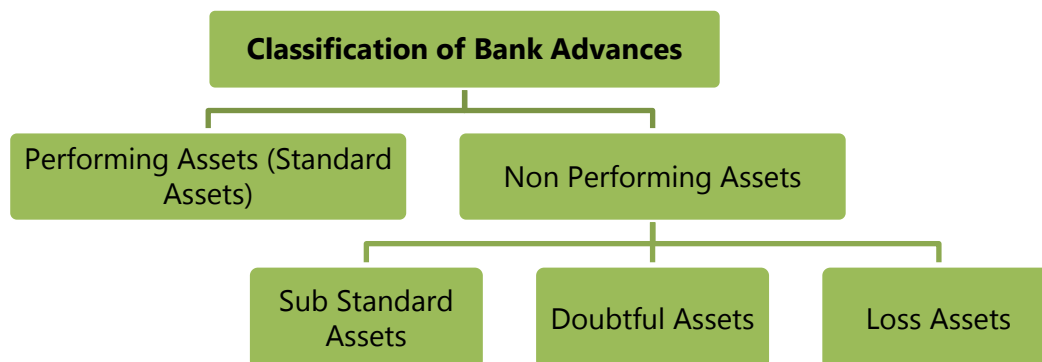 Classification of Bank Advances
Performing Assets (Standard
Assets)
Non Performing Assets
Sub Standard
Assets
Doubtful Assets
Loss Assets